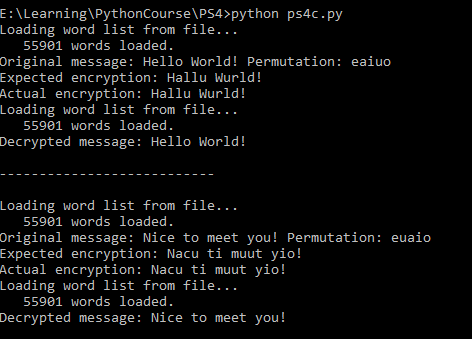 E:\Learning\PythonCourse\PS4>python ps4c.py
Loading word list from file...
   55901 words loaded.
Original message: Hello World! Permutation: eaiuo
Expected encryption: Hallu Wurld!
Actual encryption: Hallu Wurld!
Loading word list from file...
   55901 words loaded.
Decrypted message: Hello World!

---------------------------

Loading word list from file...
   55901 words loaded.
Original message: Nice to meet you! Permutation: euaio
Expected encryption: Nacu ti muut yio!
Actual encryption: Nacu ti muut yio!
Loading word list from file...
   55901 words loaded.
Decrypted message: Nice to meet you!